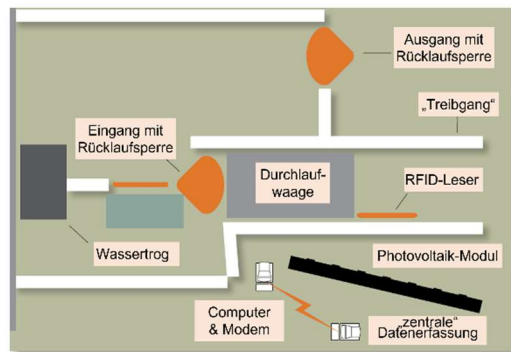 Ausgang mit
Rücklaufsperre
„Treibgang“
Eingang mit
Rücklaufsperre
Durchlauf-
waage
RFID-Leser
Wassertrog
Photovoltaik-Modul
Computer
& Modem
„zentrale“
Datenerfassung